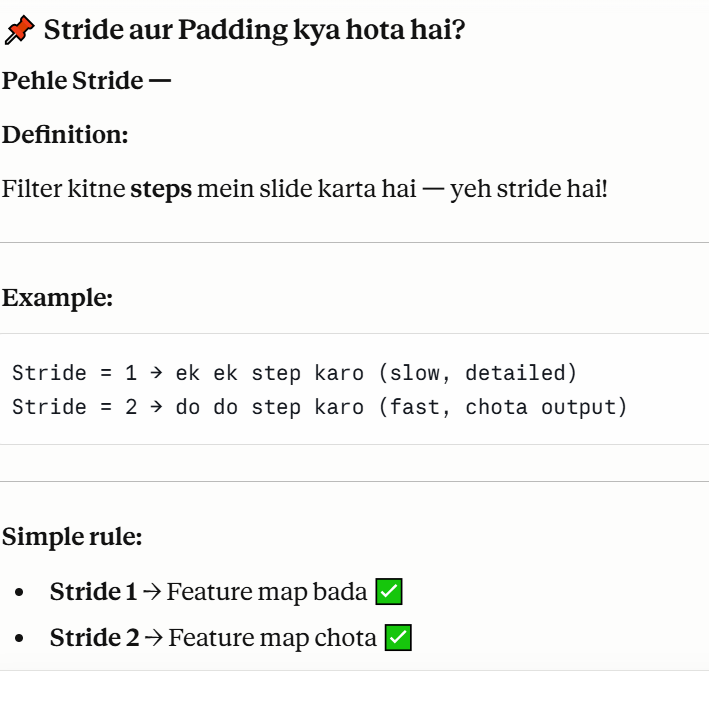 📌 Stride aur Padding kya hota hai?
Pehle Stride —
Definition:
Filter kitne steps mein slide karta hai — yeh stride hai!
Example:
Stride = 1 → ek ek step karo (slow, detailed)
Stride = 2 → do do step karo (fast, chota output)
Simple rule:
• Stride 1 → Feature map bada ✅
• Stride 2 → Feature map chota ✅